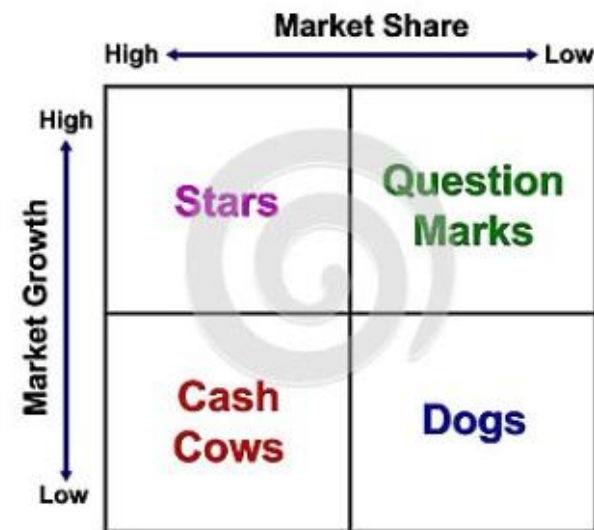 Market Share
High Low
High
Stars
Question
Marks
Market Growth
Cash
Cows
Dogs
Low